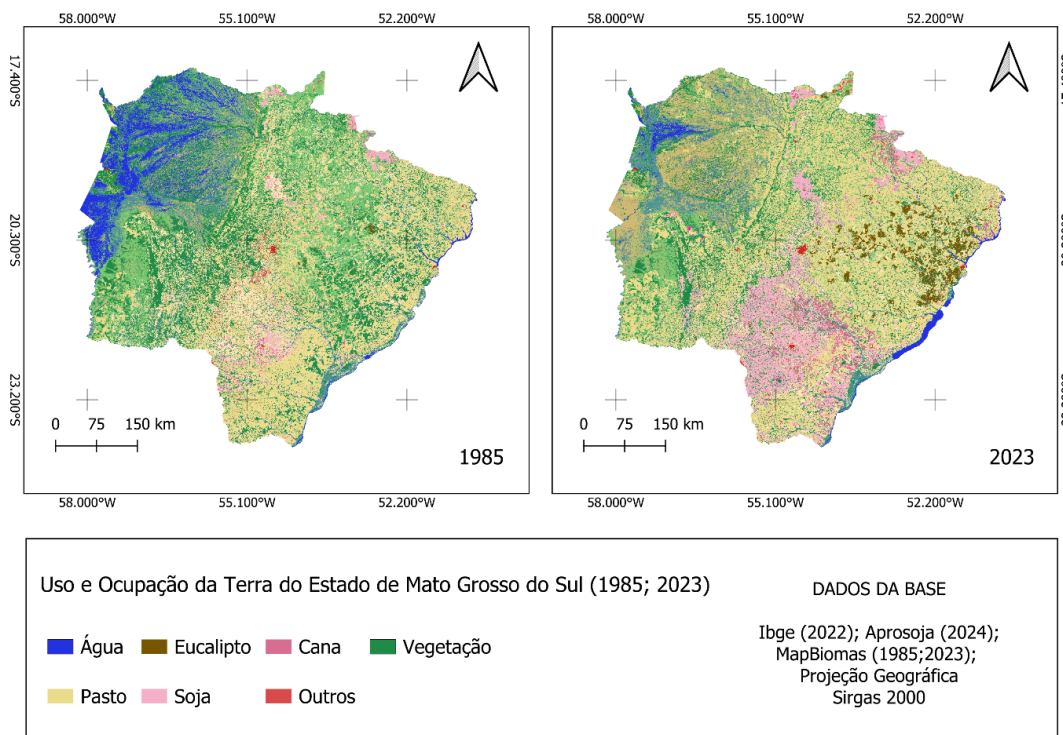 58.000°W 55.100°W 52.200°W
58.000°W 55.100°W 52.200°W
17.400°S
20.300°S
23.200°S
0 75 150 km
1985
0 75 150 km
2023
58.000°W 55.100°W 52.200°W
58.000°W 55.100°W 52.200°W
Uso e Ocupação da Terra do Estado de Mato Grosso do Sul (1985; 2023)
Água Eucalipto Cana Vegetação
Pasto Soja Outros
DADOS DA BASE
Ibge (2022); Aprosoja (2024);
MapBiomas (1985;2023);
Projeção Geográfica
Sirgas 2000